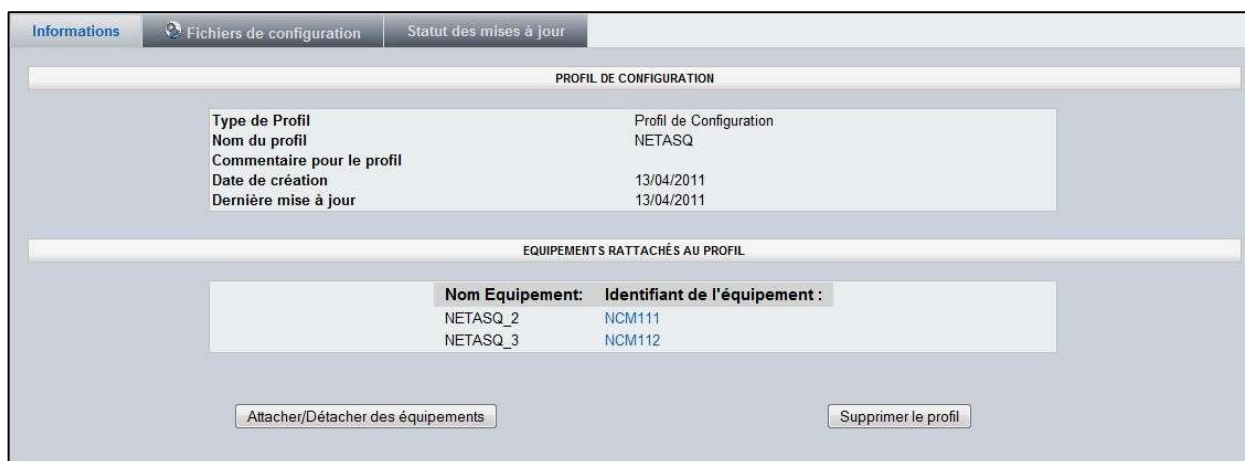 Informations Fichiers de configuration Statut des mises à jour
PROFIL DE CONFIGURATION
Type de Profil Profil de Configuration
Nom du profil NETASQ
Commentaire pour le profil
Date de création 13/04/2011
Dernière mise à jour 13/04/2011
EQUIPEMENTS RATTACHÉS AU PROFIL
Nom Equipement: Identifiant de l'équipement :
NETASQ_2 NCM111
NETASQ_3 NCM112
Attacher/Détacher des équipements Supprimer le profil